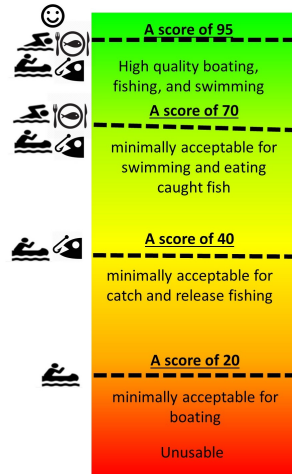 A score of 95
High quality boating,
fishing, and swimming
A score of 70
minimally acceptable for
swimming and eating
caught fish
A score of 40
minimally acceptable for
catch and release fishing
A score of 20
minimally acceptable for
boating
Unusable